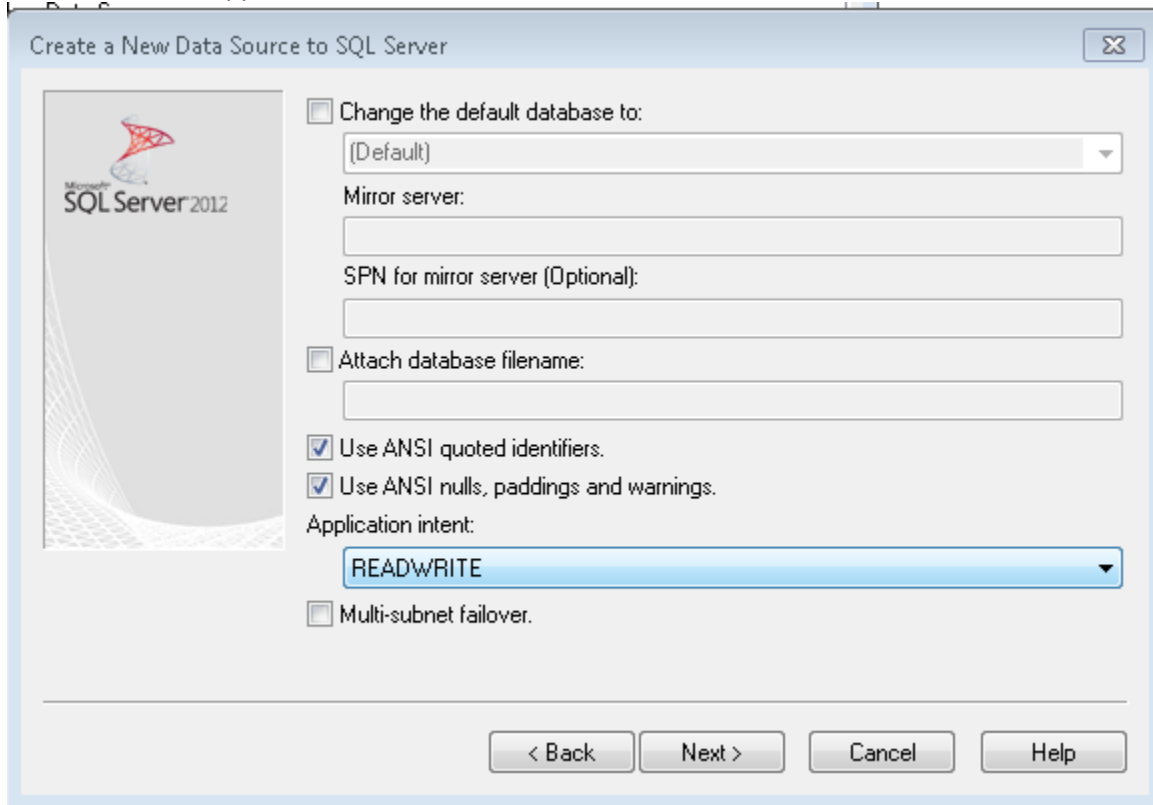 Create a New Data Source to SQL Server
Change the default database to:
(Default)
Microsoft
SQL Server 2012
Mirror server:
SPN for mirror server (Optional):
Attach database filename:
Use ANSI quoted identifiers.
Use ANSI nulls, paddings and warnings.
Application intent:
READWRITE
Multi-subnet failover.
< Back
Next >
Cancel
Help